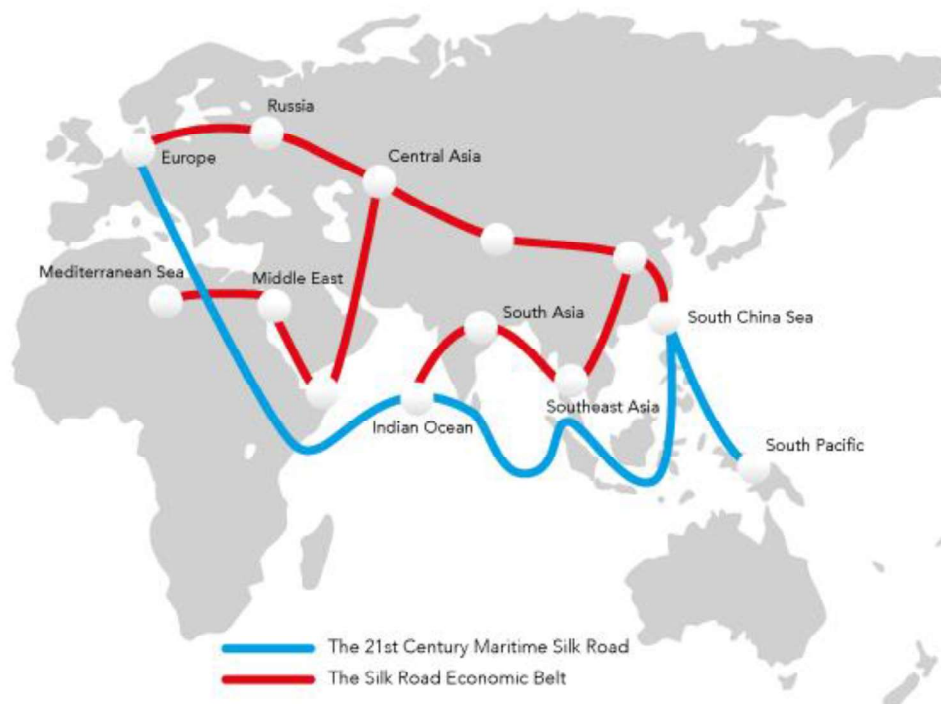 Russia
Central Asia
Europe
Mediterranean Sea
Middle East
South Asia
South China Sea
Southeast Asia
Indian Ocean
South Pacific
The 21st Century Maritime Silk Road
The Silk Road Economic Belt